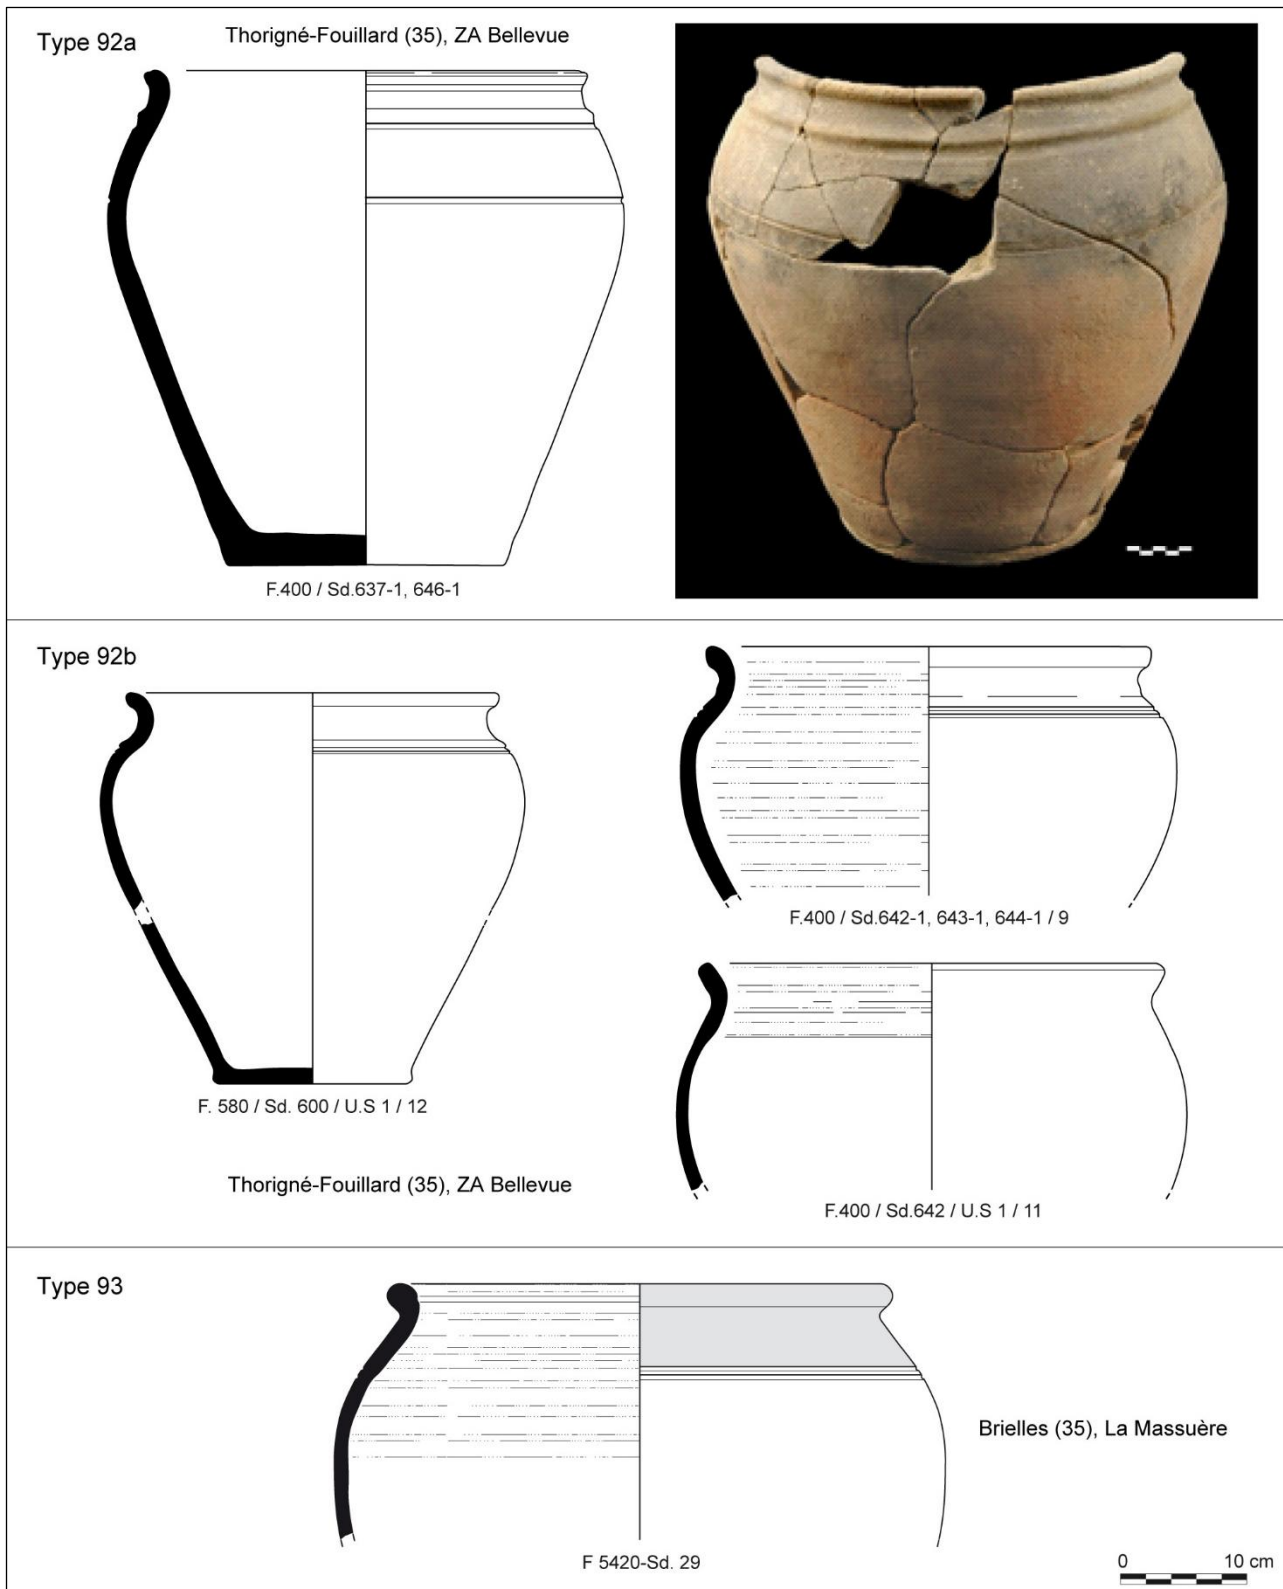 Type 92a
Thorigné-Fouillard (35), ZA Bellevue
F.400 / Sd.637-1, 646-1
Type 92b
F. 580 / Sd. 600 / U.S 1 / 12
Thorigné-Fouillard (35), ZA Bellevue
F.400 / Sd.642-1, 643-1, 644-1 / 9
F.400 / Sd.642 / U.S 1 / 11
Type 93
Brielles (35), La Massuère
F 5420-Sd. 29
0 10 cm